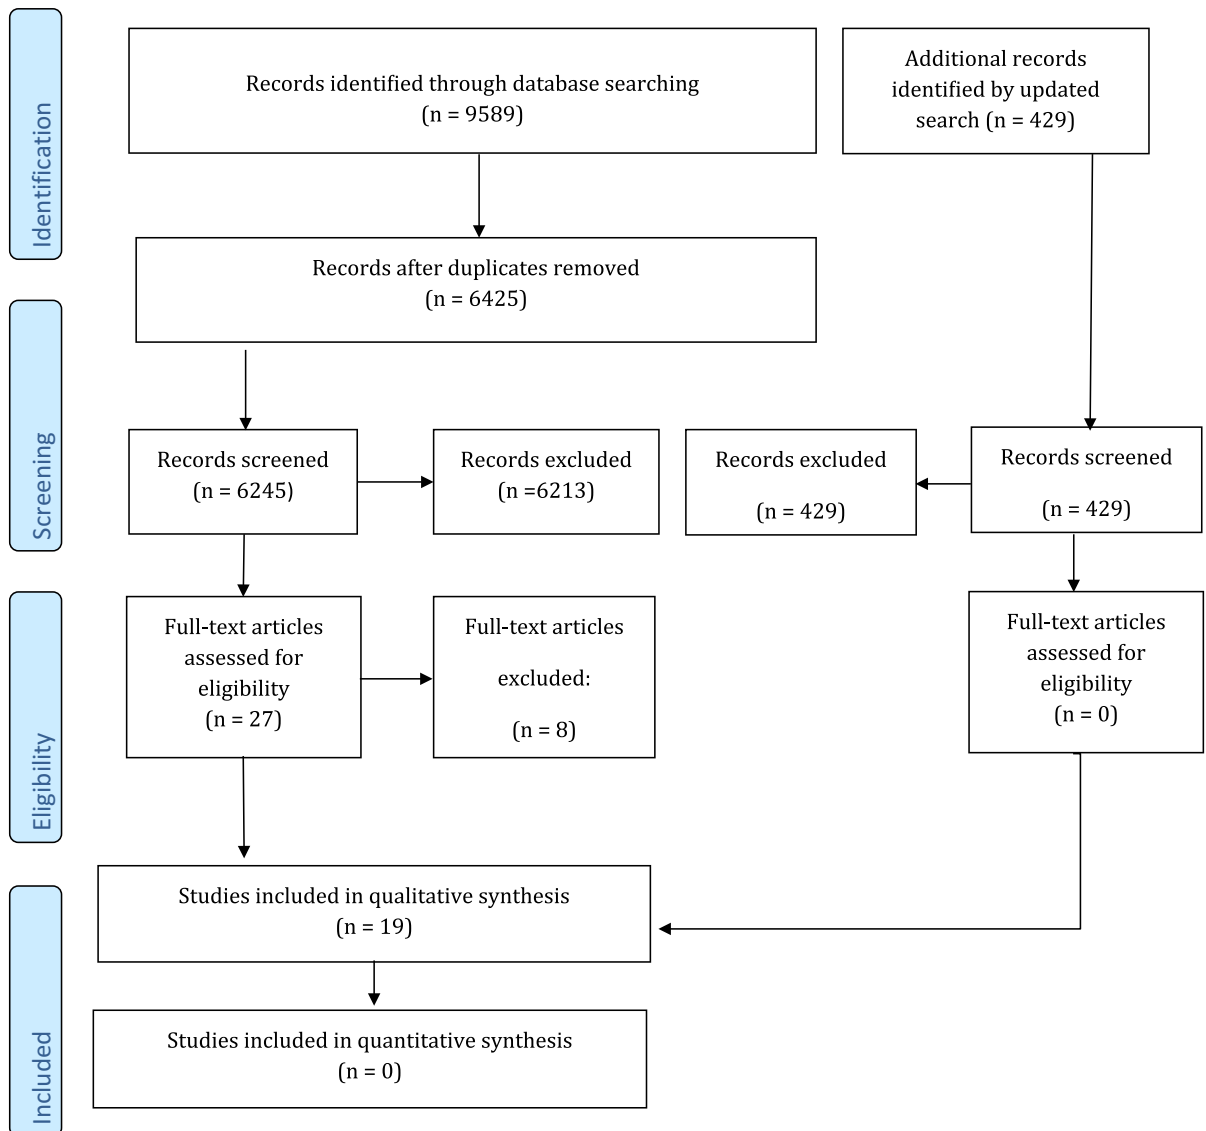 Identification
Records identified through database searching
(n = 9589)
Additional records
identified by updated
search (n = 429)
Records after duplicates removed
(n = 6425)
Screening
Records screened
(n = 6245)
Records excluded
(n =6213)
Records excluded
(n = 429)
Records screened
(n = 429)
Eligibility
Full-text articles
assessed for
eligibility
(n = 27)
Full-text articles
excluded:
(n = 8)
Full-text articles
assessed for
eligibility
(n = 0)
Included
Studies included in qualitative synthesis
(n = 19)
Studies included in quantitative synthesis
(n = 0)